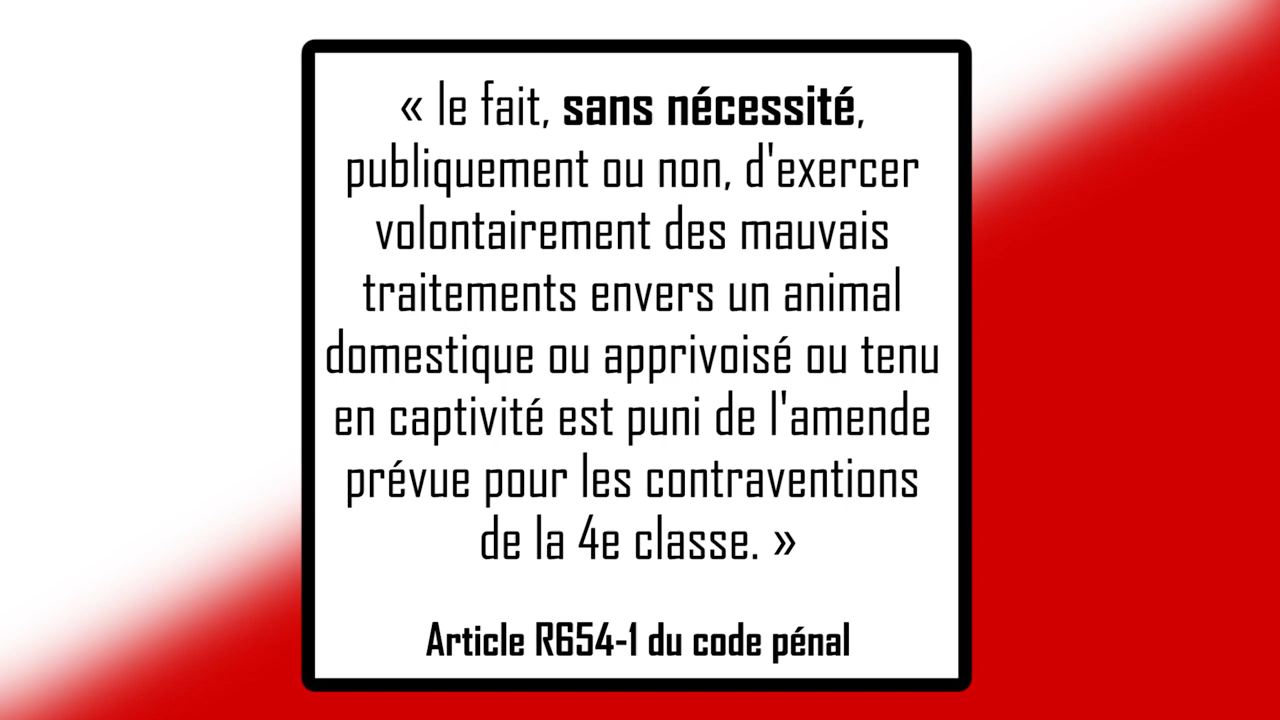 « le fait, sans nécessité,
publiquement ou non, d'exercer
volontairement des mauvais
traitements envers un animal
domestique ou apprivoisé ou tenu
en captivité est puni de l'amende
prévue pour les contraventions
de la 4e classe. »
Article R654-1 du code pénal